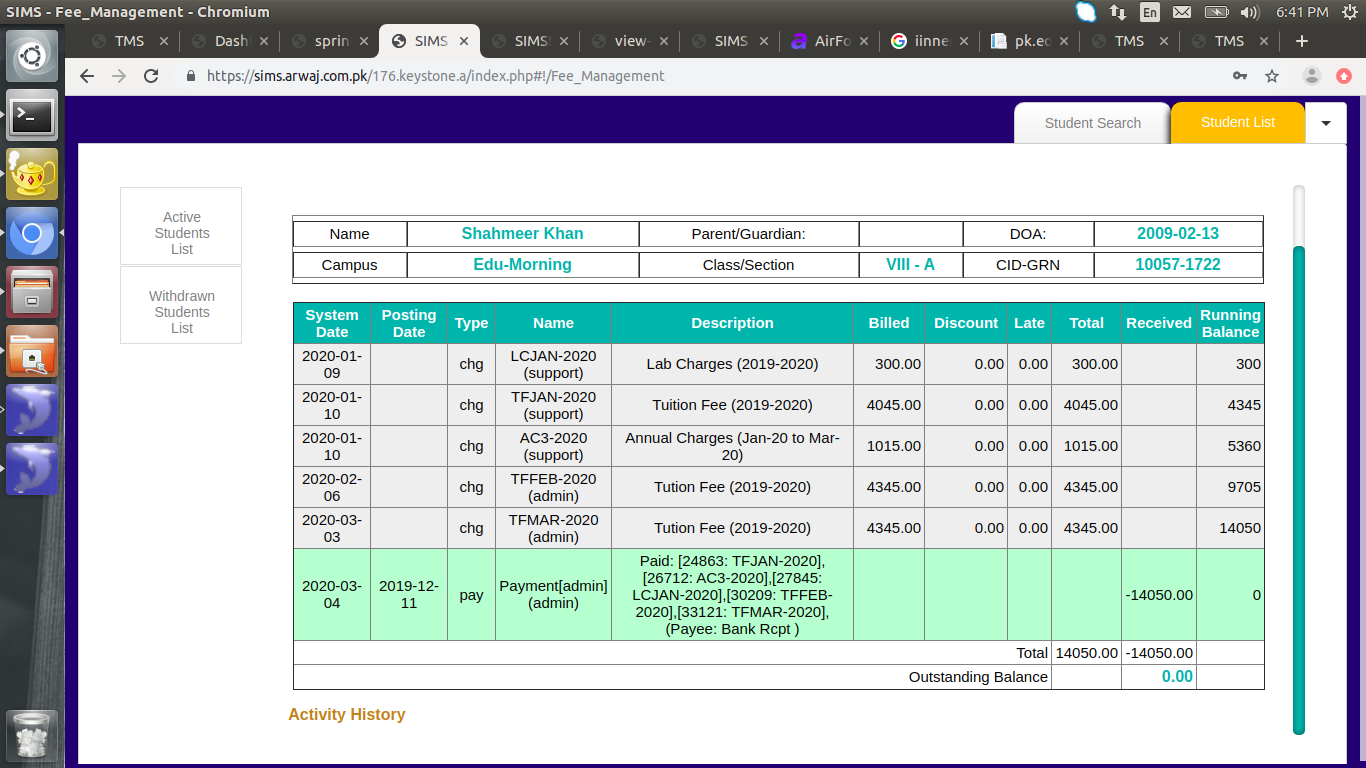 SIMS - Fee_Management - Chromium
En
6:41 PM
TMS
Dash
sprin
SIMS
SIMS
view-
SIMS
AirFo
iinne
pk.ec
TMS
TMS
https://sims.arwaj.com.pk/176.keystone.a/index.php#!/Fee_Management
Student Search
Student List
Active
Students
List
Withdrawn
Students
List
Name Shahmeer Khan Parent/Guardian: DOA: 2009-02-13
Campus Edu-Morning Class/Section VIII - A CID-GRN 10057-1722
System Date Posting Date Type Name Description Billed Discount Late Total Received Running Balance
2020-01-09 chg LCJAN-2020 (support) Lab Charges (2019-2020) 300.00 0.00 0.00 300.00 300
2020-01-10 chg TFJAN-2020 (support) Tuition Fee (2019-2020) 4045.00 0.00 0.00 4045.00 4345
2020-01-10 chg AC3-2020 (support) Annual Charges (Jan-20 to Mar-20) 1015.00 0.00 0.00 1015.00 5360
2020-02-06 chg TFFEB-2020 (admin) Tution Fee (2019-2020) 4345.00 0.00 0.00 4345.00 9705
2020-03-03 chg TFMAR-2020 (admin) Tution Fee (2019-2020) 4345.00 0.00 0.00 4345.00 14050
2020-03-04 2019-12-11 pay Payment[admin] (admin) Paid: [24863: TFJAN-2020],[26712: AC3-2020],[27845: LCJAN-2020],[30209: TFFEB-2020],[33121: TFMAR-2020], (Payee: Bank Rcpt ) -14050.00 0
Total 14050.00 -14050.00
Outstanding Balance 0.00
Activity History